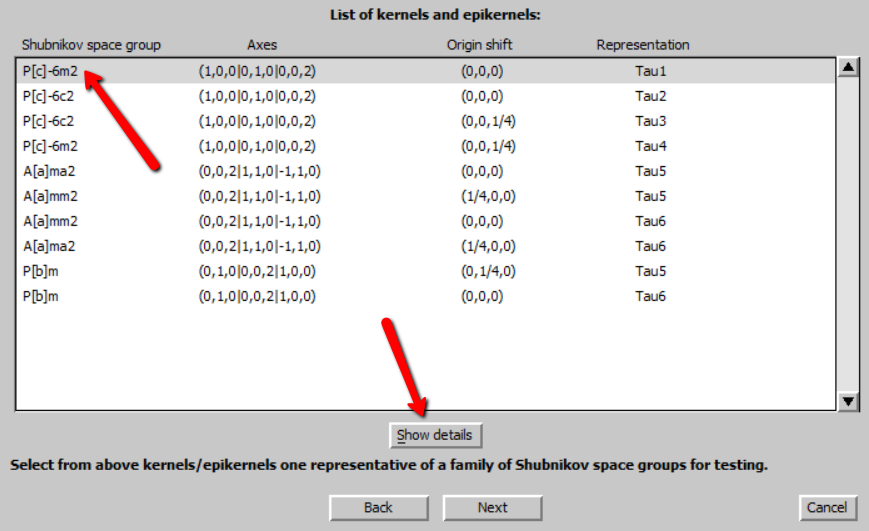 List of kernels and epikernels:
Shubnikov space group Axes Origin shift Representation
P[c]-6m2 (1,0,0|0,1,0|0,0,2) (0,0,0) Tau1
P[c]-6c2 (1,0,0|0,1,0|0,0,2) (0,0,0) Tau2
P[c]-6c2 (1,0,0|0,1,0|0,0,2) (0,0,1/4) Tau3
P[c]-6m2 (1,0,0|0,1,0|0,0,2) (0,0,1/4) Tau4
A[a]ma2 (0,0,2|1,1,0|-1,1,0) (0,0,0) Tau5
A[a]mm2 (0,0,2|1,1,0|-1,1,0) (1/4,0,0) Tau5
A[a]mm2 (0,0,2|1,1,0|-1,1,0) (0,0,0) Tau6
A[a]ma2 (0,0,2|1,1,0|-1,1,0) (1/4,0,0) Tau6
P[b]m (0,1,0|0,0,2|1,0,0) (0,1/4,0) Tau5
P[b]m (0,1,0|0,0,2|1,0,0) (0,0,0) Tau6
Show details
Select from above kernels/epikernels one representative of a family of Shubnikov space groups for testing.
Back Next Cancel